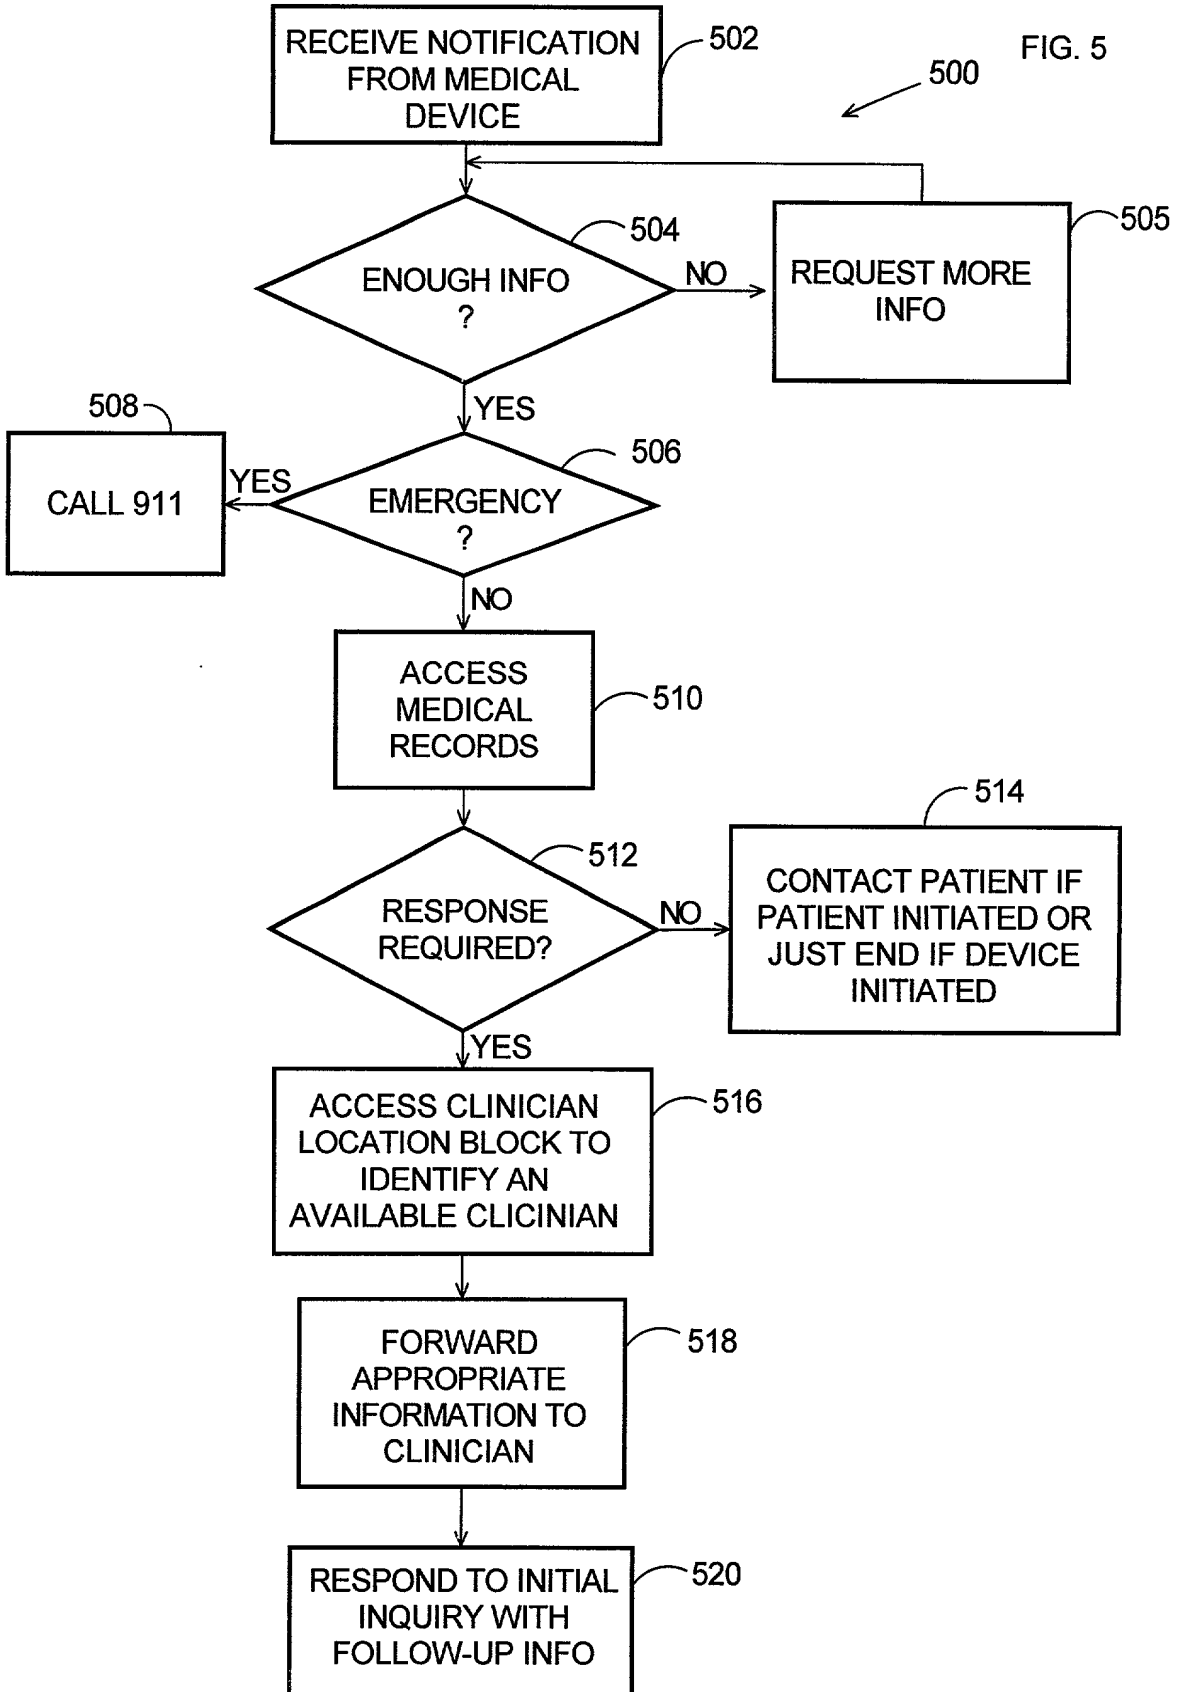 RECEIVE NOTIFICATION
FROM MEDICAL
DEVICE
502
FIG. 5
500
504
ENOUGH INFO
?
NO
REQUEST MORE
INFO
505
YES
508
CALL 911
YES
506
EMERGENCY
?
NO
ACCESS
MEDICAL
RECORDS
510
512
RESPONSE
REQUIRED?
NO
514
CONTACT PATIENT IF
PATIENT INITIATED OR
JUST END IF DEVICE
INITIATED
YES
ACCESS CLINICIAN
LOCATION BLOCK TO
IDENTIFY AN
AVAILABLE CLICINIAN
516
FORWARD
APPROPRIATE
INFORMATION TO
CLINICIAN
518
RESPOND TO INITIAL
INQUIRY WITH
FOLLOW-UP INFO
520